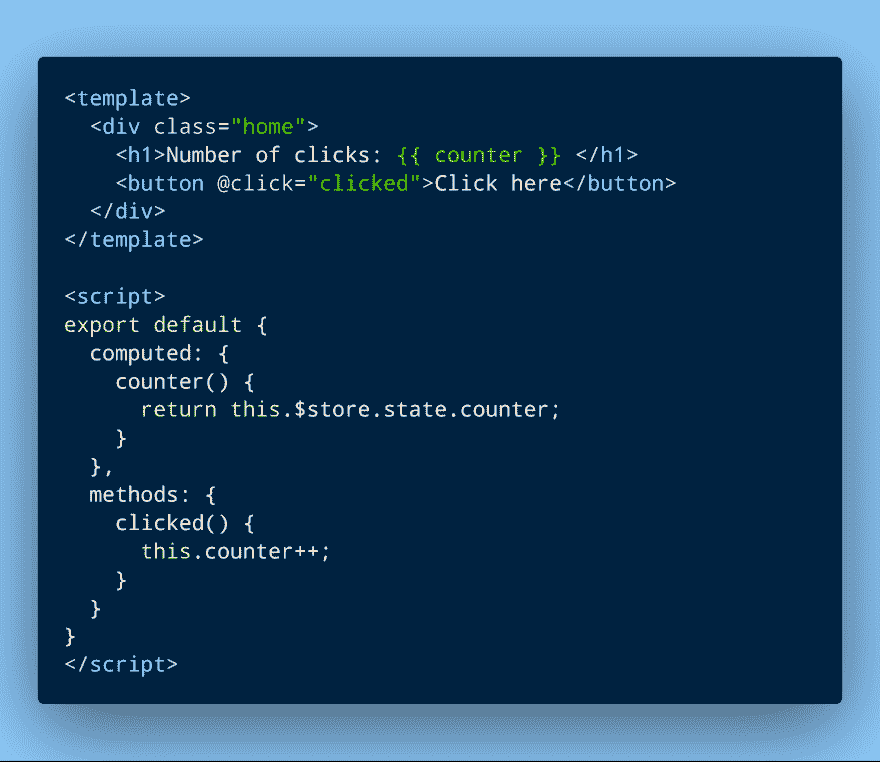 <template>
  <div class="home">
    <h1>Number of clicks: {{ counter }} </h1>
    <button @click="clicked">Click here</button>
  </div>
</template>

<script>
export default {
  computed: {
    counter() {
      return this.$store.state.counter;
    }
  },
  methods: {
    clicked() {
      this.counter++;
    }
  }
}
</script>